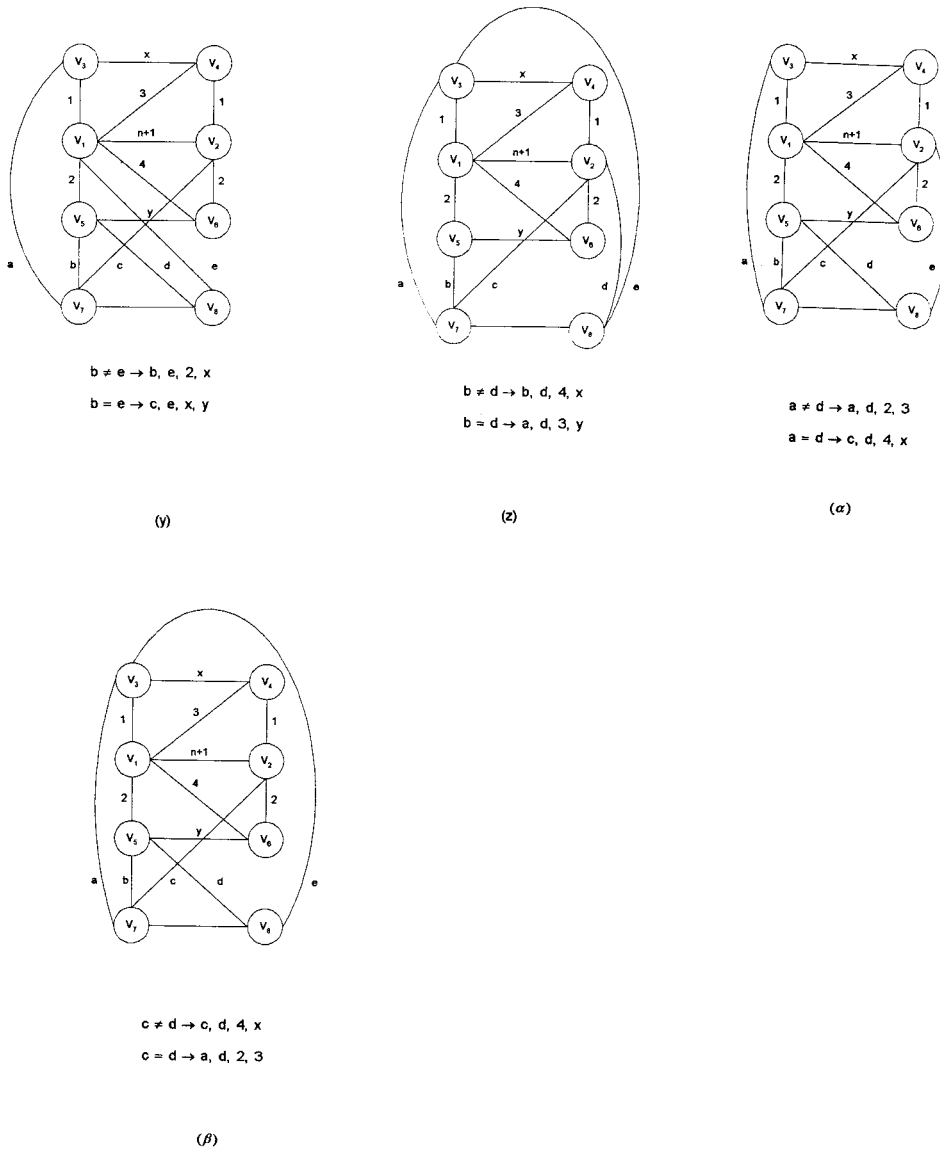 x
V₃ V₄
1 3 1
n+1
V₁ V₂
2 4 2
y
V₅ V₆
a b c d e
V₇ V₈
b ≠ e → b, e, 2, x
b = e → c, e, x, y
(y)
x
V₃ V₄
1 3 1
n+1
V₁ V₂
2 4 2
y
V₅ V₆
a b c d e
V₇ V₈
b ≠ d → b, d, 4, x
b = d → a, d, 3, y
(z)
x
V₃ V₄
1 3 1
n+1
V₁ V₂
2 4 2
y
V₅ V₆
a b c d e
V₇ V₈
a ≠ d → a, d, 2, 3
a = d → c, d, 4, x
(α)
x
V₃ V₄
1 3 1
n+1
V₁ V₂
2 4 2
y
V₅ V₆
a b c d e
V₇ V₈
c ≠ d → c, d, 4, x
c = d → a, d, 2, 3
(β)